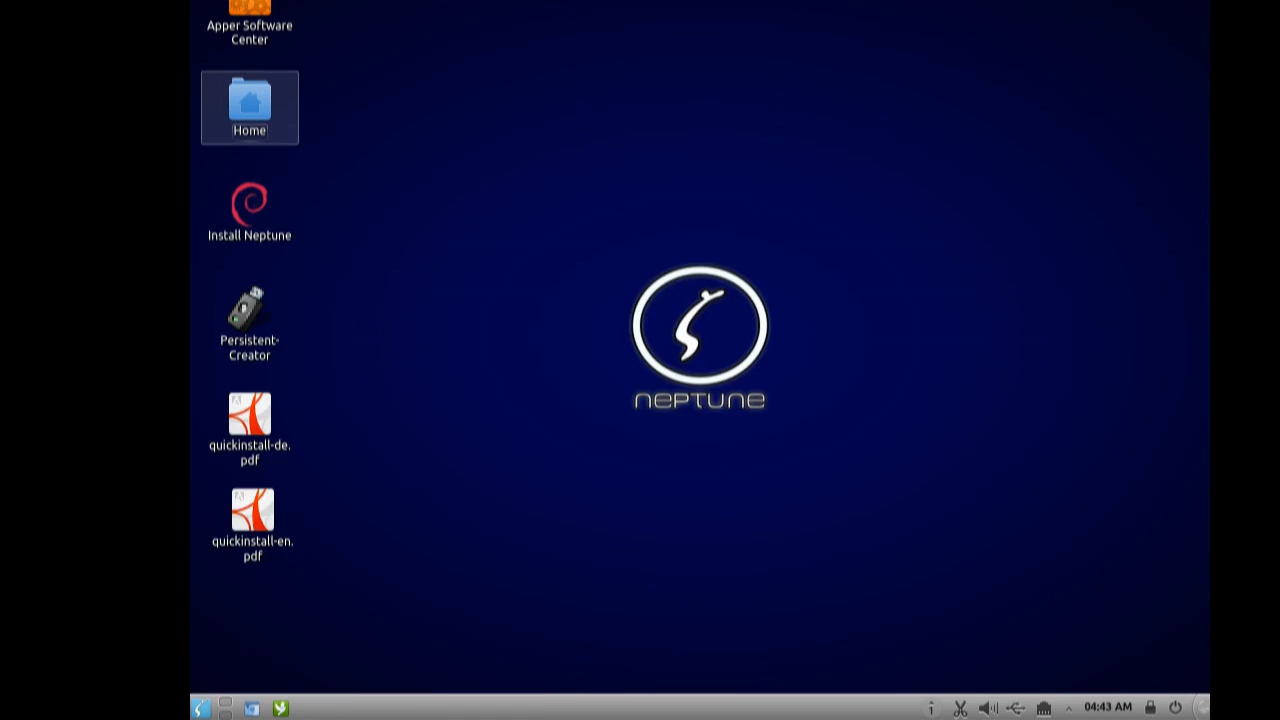 Apper Software
Center
Home
Install Neptune
Persistent-
Creator
quickinstall-de.
pdf
quickinstall-en.
pdf
NEPTUNE
04:43 AM